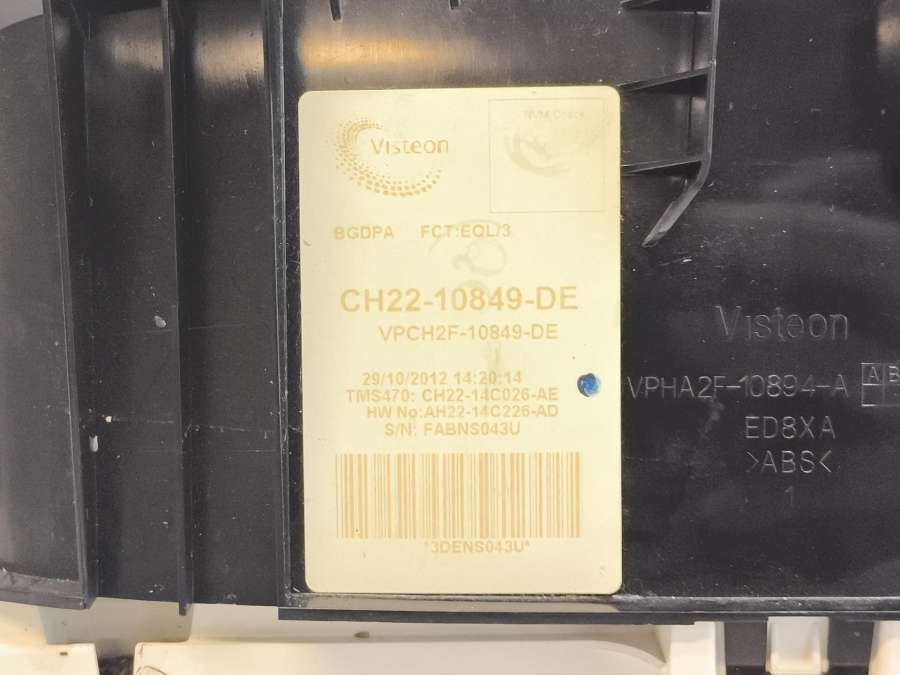 Visteon
BGDPA FCT:EOL/3
CH22-10849-DE
VPCH2F-10849-DE
29/10/2012 14:20:14
TMS470: CH22-14C026-AE
HW No:AH22-14C226-AD
S/N: FABNS043U
*3DENS043U*
Visteon
VPHA2F-10894-A
A B
ED8XA
>ABS<
1